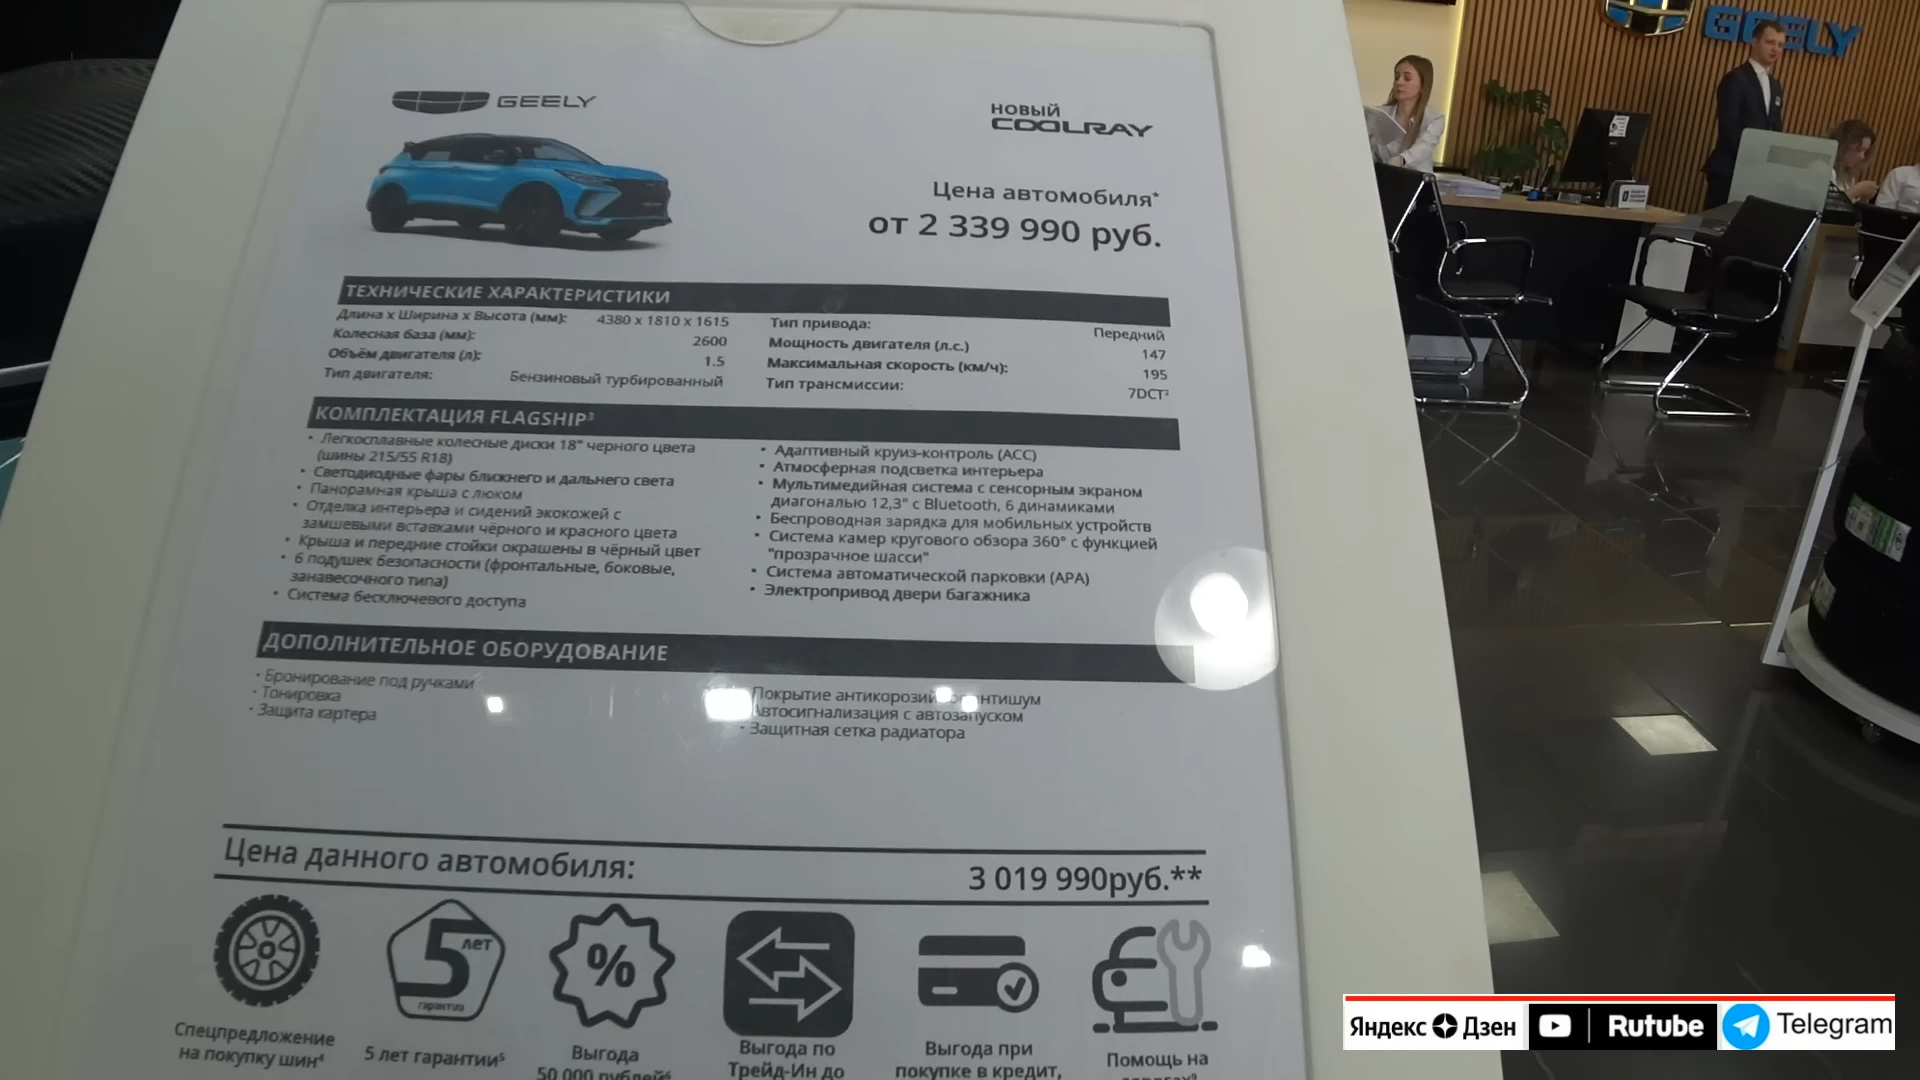 GEELY
НОВЫЙ
COOLRAY
Цена автомобиля*
от 2 339 990 руб.
ТЕХНИЧЕСКИЕ ХАРАКТЕРИСТИКИ
Длина x Ширина x Высота (мм): 4380 x 1810 x 1615
Колесная база (мм): 2600
Объём двигателя (л): 1.5
Тип двигателя: Бензиновый турбированный
Тип привода: Передний
Мощность двигателя (л.с.) 147
Максимальная скорость (км/ч): 195
Тип трансмиссии: 7DCT²
КОМПЛЕКТАЦИЯ FLAGSHIP³
• Легкосплавные колесные диски 18" черного цвета
(шины 215/55 R18)
• Светодиодные фары ближнего и дальнего света
• Панорамная крыша с люком
• Отделка интерьера и сидений экокожей с
замшевыми вставками чёрного и красного цвета
• Крыша и передние стойки окрашены в чёрный цвет
• 6 подушек безопасности (фронтальные, боковые,
занавесочного типа)
• Система бесключевого доступа
• Адаптивный круиз-контроль (ACC)
• Атмосферная подсветка интерьера
• Мультимедийная система с сенсорным экраном
диагональю 12,3" с Bluetooth, 6 динамиками
• Беспроводная зарядка для мобильных устройств
• Система камер кругового обзора 360° с функцией
"прозрачное шасси"
• Система автоматической парковки (APA)
• Электропривод двери багажника
ДОПОЛНИТЕЛЬНОЕ ОБОРУДОВАНИЕ
• Бронирование под ручками
• Тонировка
• Защита картера
Покрытие
Автосигнализация с автозапуском
• Защитная сетка радиатора
Цена данного автомобиля: 3 019 990руб.**
5 лет
гарантия
%
Спецпредложение
на покупку шин⁴
5 лет гарантии⁵
Выгода
50 000 рублей⁶
Выгода по
Трейд-Ин до
Выгода при
покупке в кредит,
Помощь на
GEELY
Яндекс Дзен
Rutube
Telegram